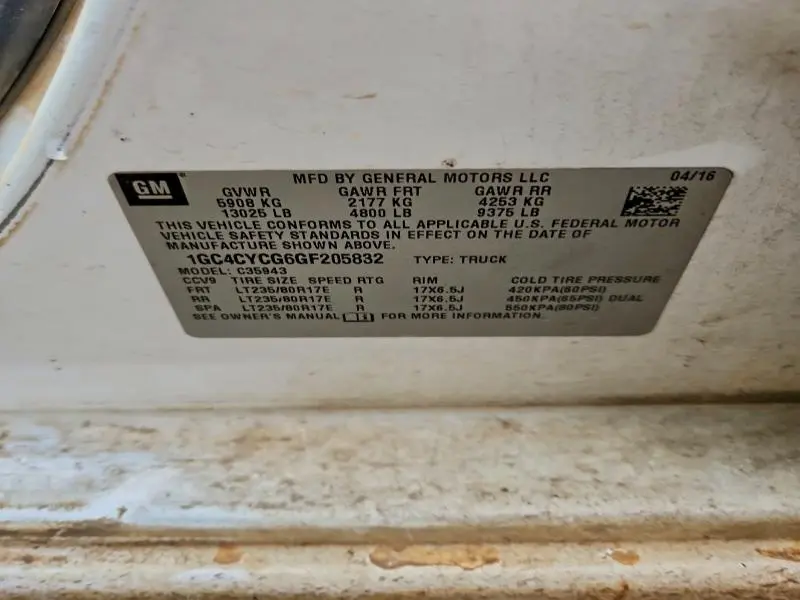 GM
MFD BY GENERAL MOTORS LLC 04/16
GVWR GAWR FRT GAWR RR
5908 KG 2177 KG 4253 KG
13025 LB 4800 LB 9375 LB
THIS VEHICLE CONFORMS TO ALL APPLICABLE U.S. FEDERAL MOTOR
VEHICLE SAFETY STANDARDS IN EFFECT ON THE DATE OF
MANUFACTURE SHOWN ABOVE.
1GC4CYCG6GF205832 TYPE: TRUCK
MODEL: C35943
CCV9 TIRE SIZE SPEED RTG RIM COLD TIRE PRESSURE
FRT LT235/80R17E R 17X6.5J 420KPA(60PSI)
RR LT235/80R17E R 17X6.5J 450KPA(65PSI) DUAL
SPA LT235/80R17E R 17X6.5J 550KPA(80PSI)
SEE OWNER'S MANUAL FOR MORE INFORMATION.